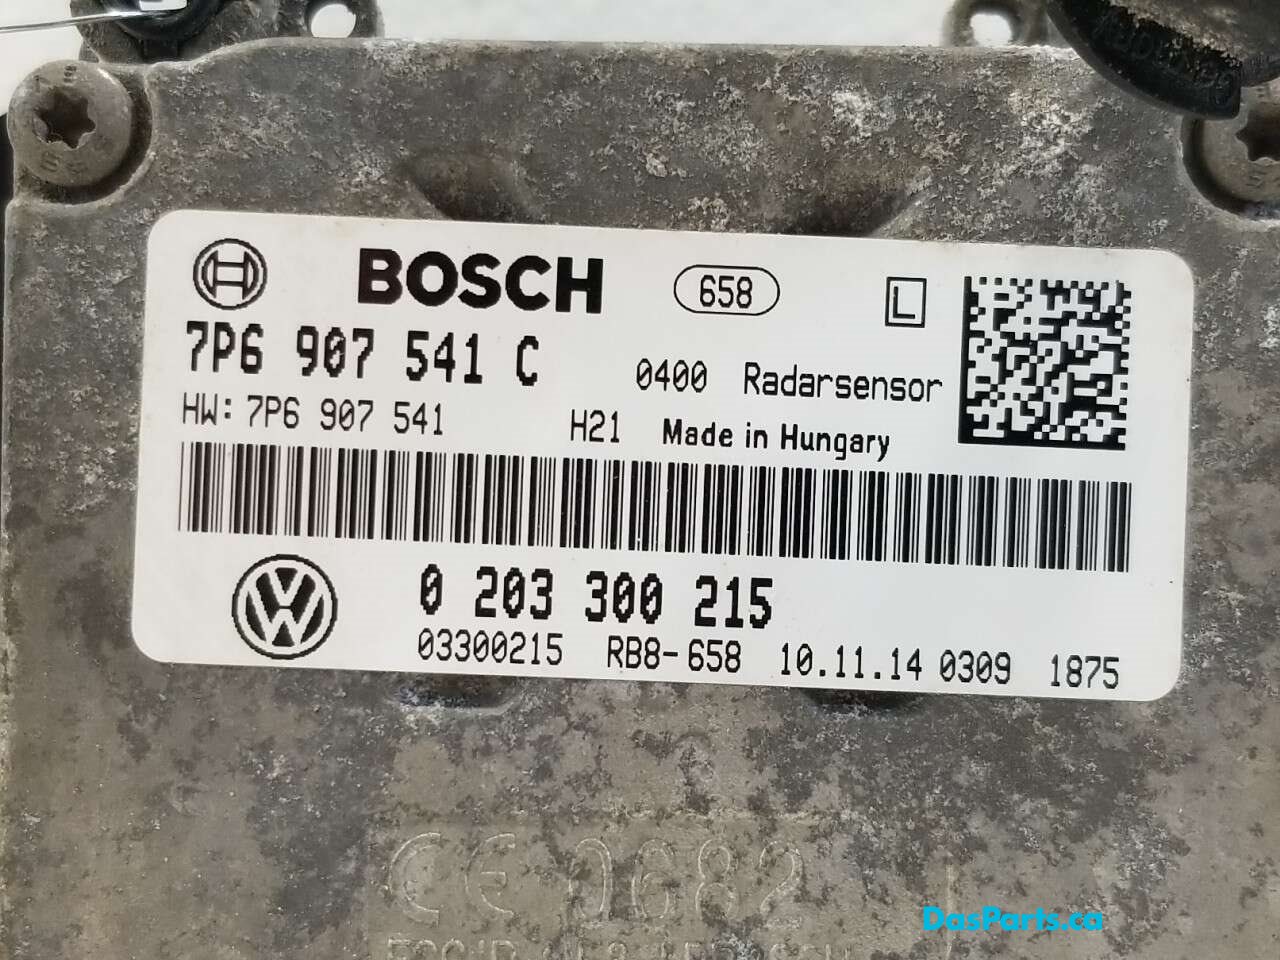 BOSCH 658 L
7P6 907 541 C 0400 Radarsensor
HW: 7P6 907 541 H21 Made in Hungary
0 203 300 215
03300215 RB8-658 10.11.14 0309 1875
CE 0682
DasParts.ca